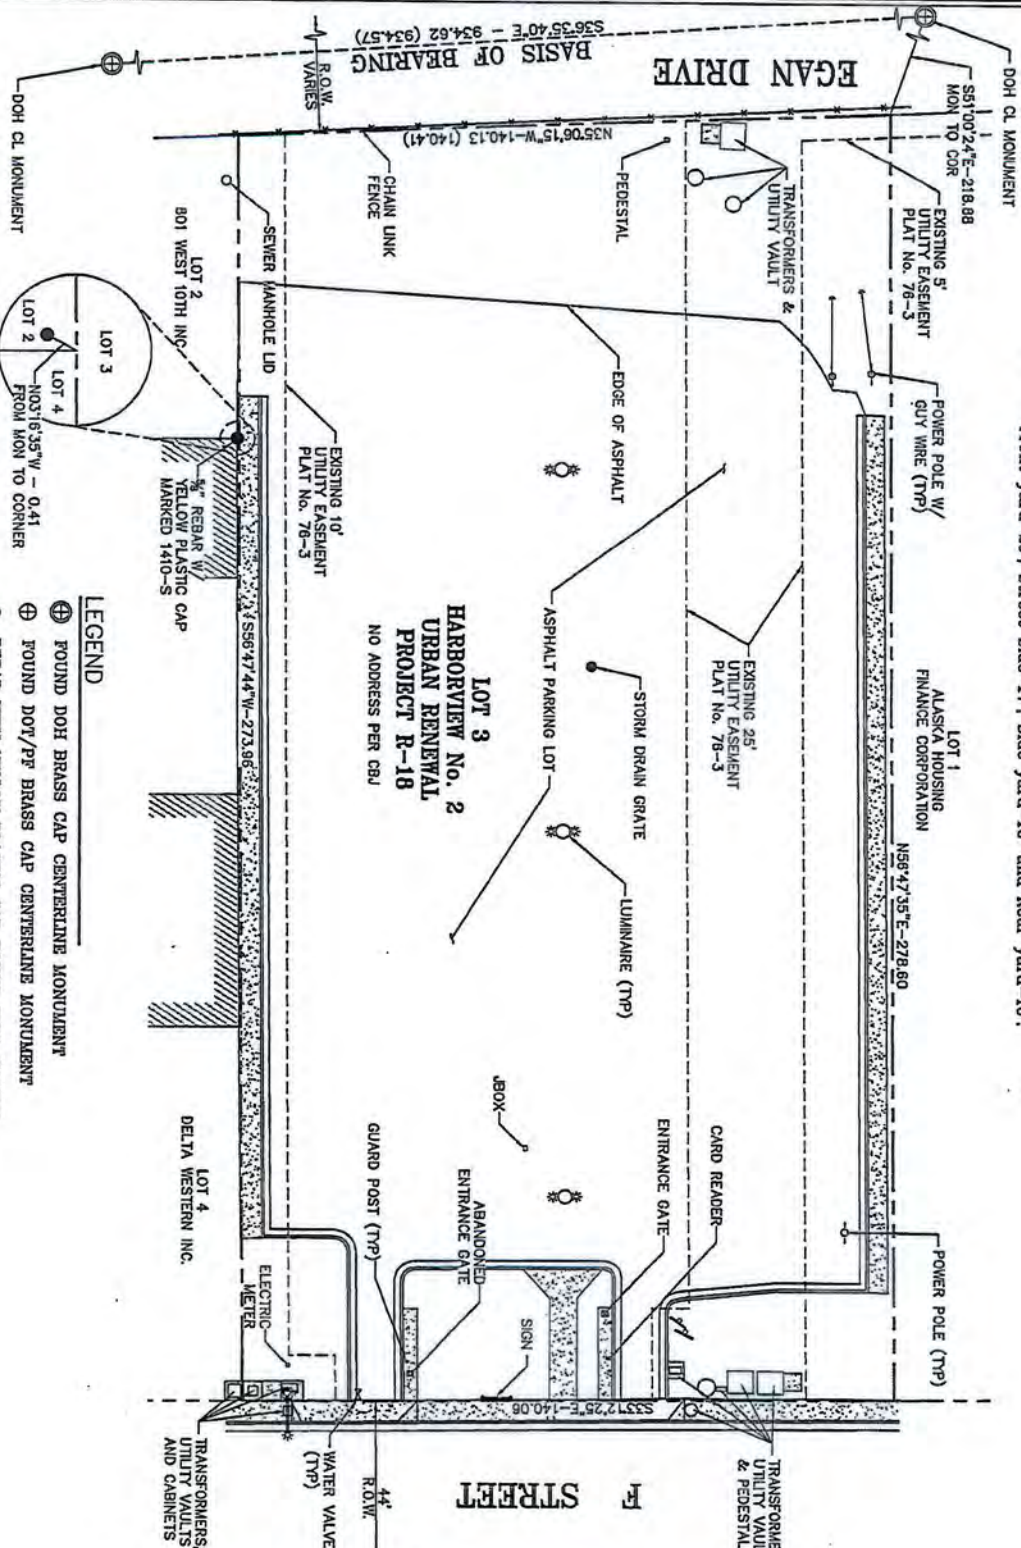 DOH CL MONUMENT
S51°00'24"E-218.88
MON TO COR
EXISTING 5'
UTILITY EASEMENT
PLAT No. 76-3
POWER POLE W/
GUY WIRE (TYP)
LOT 1
ALASKA HOUSING
FINANCE CORPORATION
N56°47'35"E-278.60
POWER POLE (TYP)
EGAN DRIVE
BASIS OF BEARING
S36°35'40"E - 934.62 (934.57)
R.O.W.
VARIES
N35°06'15"W-140.13 (140.41)
TRANSFORMERS &
UTILITY VAULT
PEDESTAL
CHAIN LINK
FENCE
EDGE OF ASPHALT
ASPHALT PARKING LOT
EXISTING 25'
UTILITY EASEMENT
PLAT No. 76-3
STORM DRAIN GRATE
LUMINAIRE (TYP)
CARD READER
ENTRANCE GATE
JBOX
LOT 3
HARBORVIEW No. 2
URBAN RENEWAL
PROJECT R-18
NO ADDRESS PER CBJ
ABANDONED
ENTRANCE GATE
GUARD POST (TYP)
SIGN
S33°12'25"E-140.06
F STREET
44'
R.O.W.
WATER VALVE
(TYP)
TRANSFORMERS,
UTILITY VAULTS
AND CABINETS
UTILITY
& PEDESTAL
ELECTRIC
METER
EXISTING 10'
UTILITY EASEMENT
PLAT No. 76-3
SEWER MANHOLE LID
LOT 2
801 WEST 10TH INC
REBAR W/
YELLOW PLASTIC CAP
MARKED 1410-S
S56°47'44"W-273.96
LOT 4
DELTA WESTERN INC.
DOH CL MONUMENT
LOT 3
LOT 2
LOT 4
N03°16'35"W - 0.41
FROM MON TO CORNER
LEGEND
FOUND DOH BRASS CAP CENTERLINE MONUMENT
FOUND DOT/PF BRASS CAP CENTERLINE MONUMENT